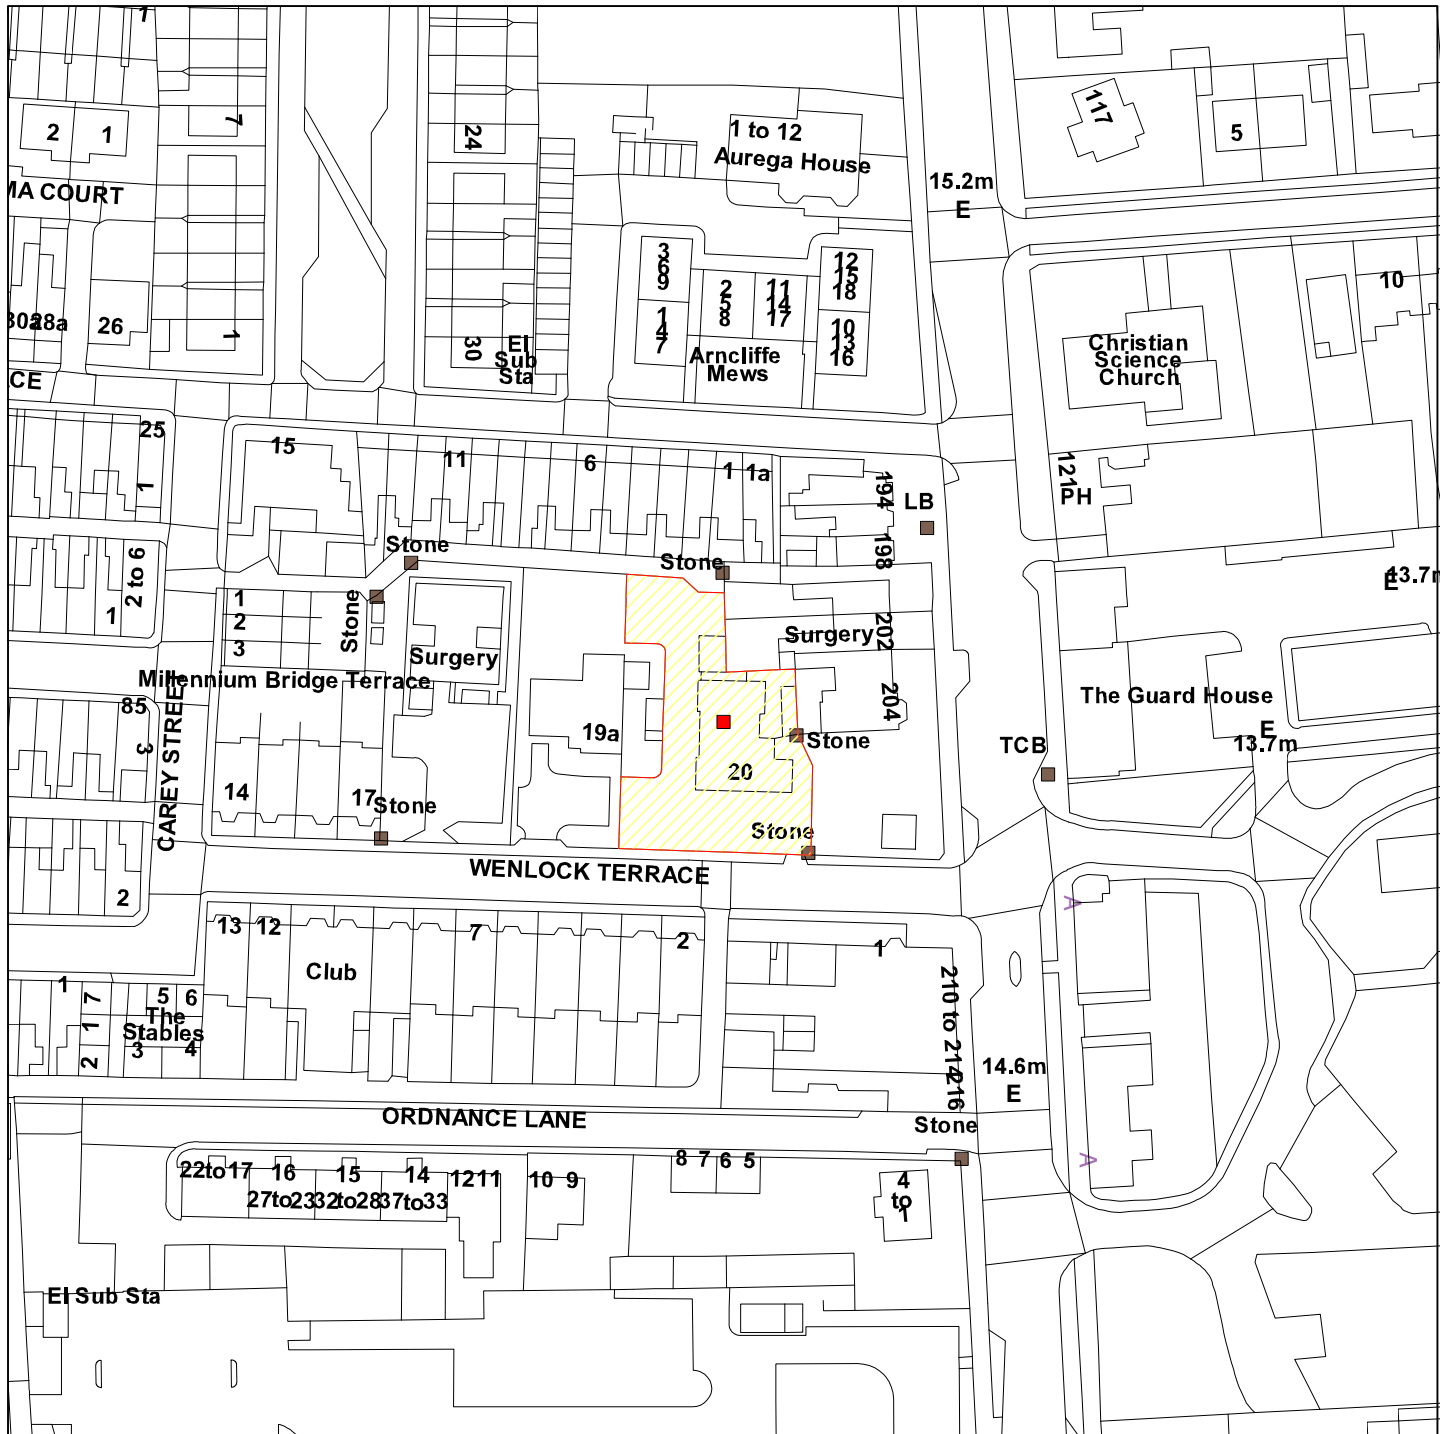 1
7
24
2 1
MA COURT
1 to 12
Aurega House
117
5
15.2m
E
3
6
9
1
4
7
2
5
8
11
14
17
12
15
18
10
13
16
Arncliffe
Mews
28a
26
1
30
El
Sub
Sta
Christian
Science
Church
10
CE
25
1
15
11
6
1
1a
194
198
LB
121
PH
Stone
Stone
Stone
2 to 6
1
1
2
3
Surgery
Surgery
202
204
E
13.7m
Millennium Bridge Terrace
The Guard House
E
13.7m
85
3
CAREY STREET
14
17
Stone
19a
20
Stone
Stone
TCB
WENLOCK TERRACE
2
13
12
Club
7
2
1
210 to 214
216
1
7
1
2
5
6
The
Stables
3
4
A
14.6m
E
ORDNANCE LANE
Stone
A
22to 17
16
27to 23
15
32to28
14
37to33
12
11
10
9
8 7 6 5
4
to
1
El Sub Sta